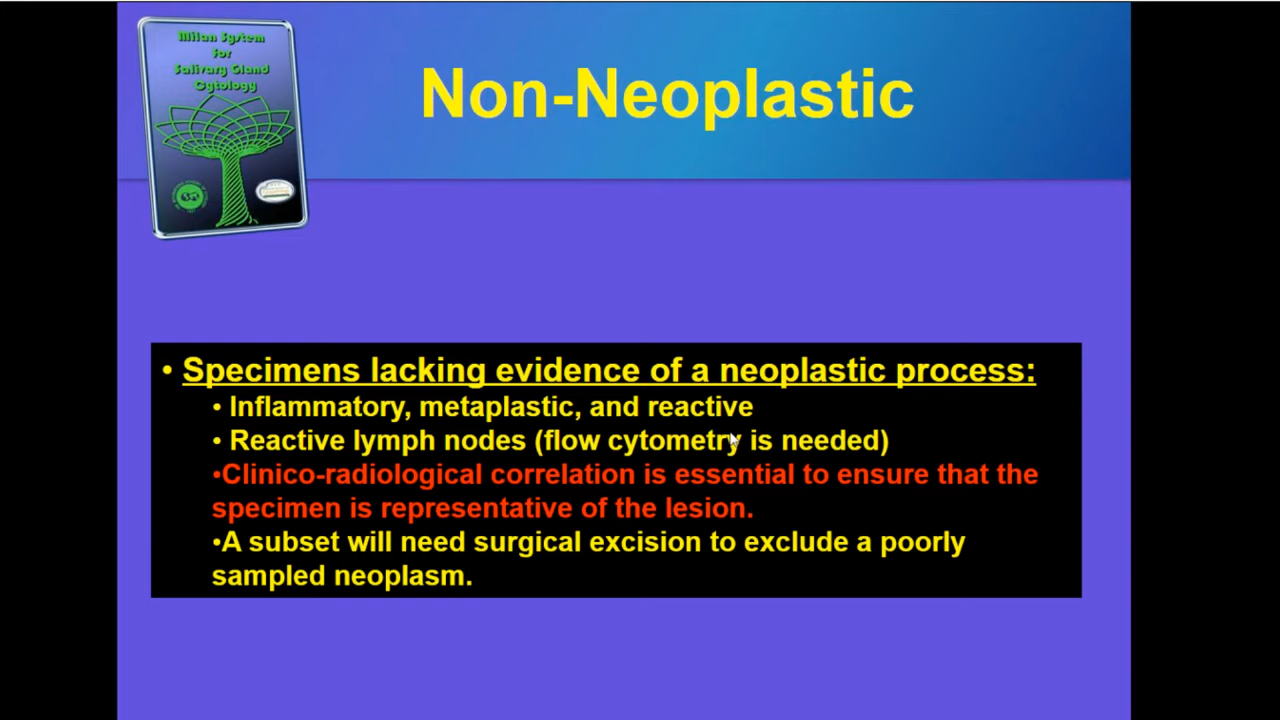 Milan System
For
Salivary Gland
Cytology
Non-Neoplastic
• Specimens lacking evidence of a neoplastic process:
• Inflammatory, metaplastic, and reactive
• Reactive lymph nodes (flow cytometry is needed)
•Clinico-radiological correlation is essential to ensure that the
specimen is representative of the lesion.
•A subset will need surgical excision to exclude a poorly
sampled neoplasm.